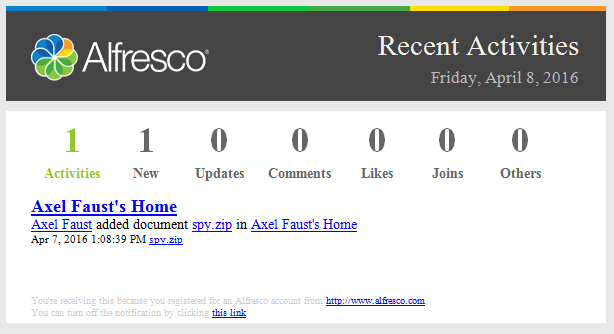 Alfresco®
Recent Activities
Friday, April 8, 2016
1 1 0 0 0 0 0
Activities New Updates Comments Likes Joins Others
Axel Faust's Home
Axel Faust added document spy.zip in Axel Faust's Home
Apr 7, 2016 1:08:39 PM spy.zip
You're receiving this because you registered for an Alfresco account from http://www.alfresco.com
You can turn off the notification by clicking this link